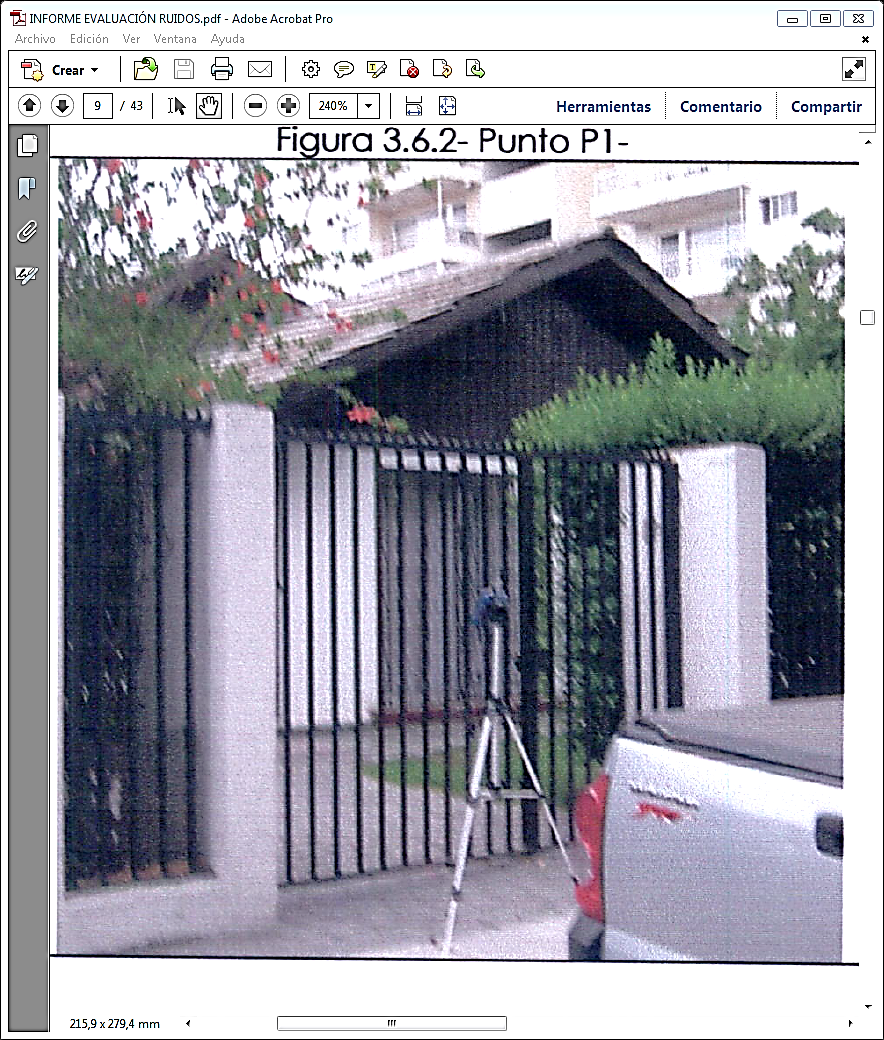 INFORME EVALUACIÓN RUIDOS.pdf - Adobe Acrobat Pro
Archivo Edición Ver Ventana Ayuda
Crear
9 / 43 240% Herramientas Comentario Compartir
Figura 3.6.2- Punto P1-
215,9 x 279,4 mm